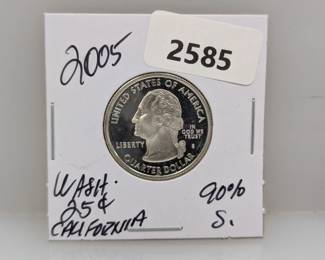 2005
2585
UNITED STATES OF AMERICA
LIBERTY
IN
GOD WE
TRUST
S
QUARTER DOLLAR
WASH.
25¢
CALIFORNIA
90%
S.